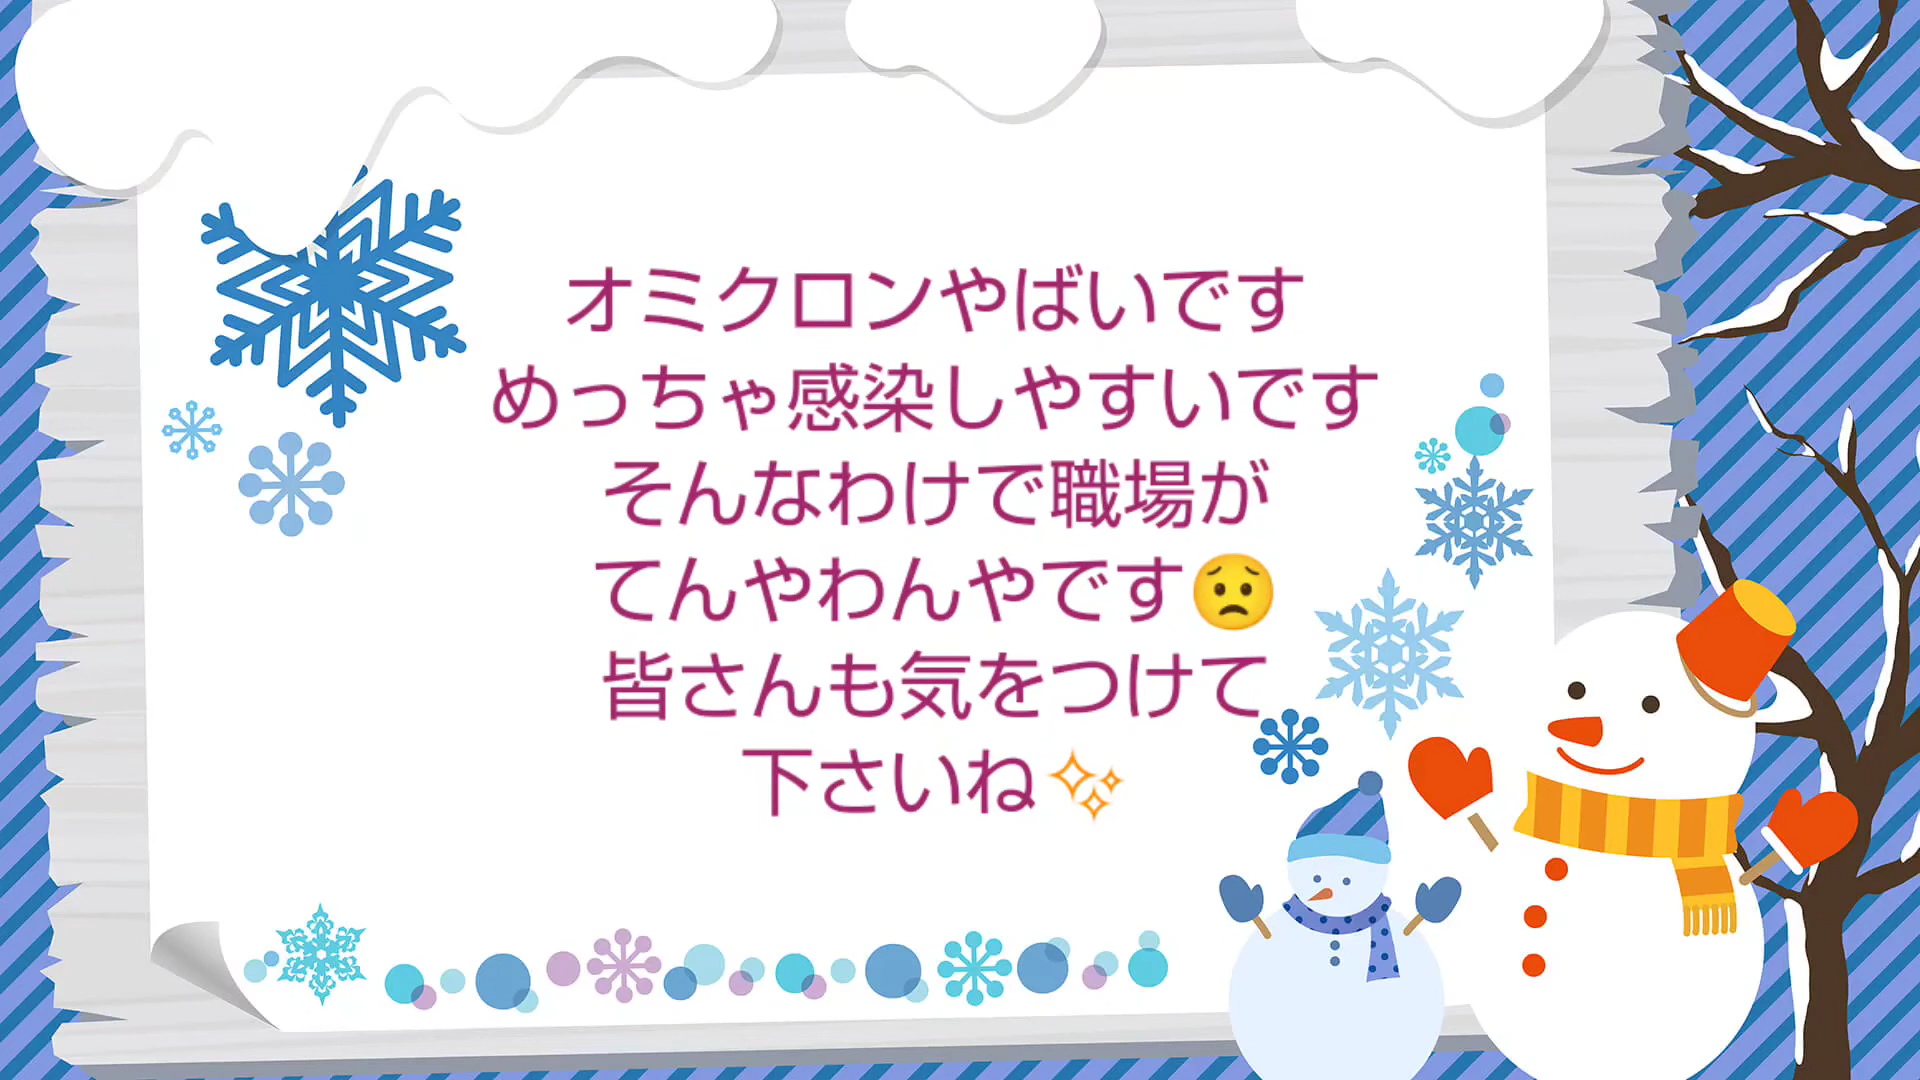 オミクロンやばいです
めっちゃ感染しやすいです
そんなわけで職場が
てんやわんやです😟
皆さんも気をつけて
下さいね✨